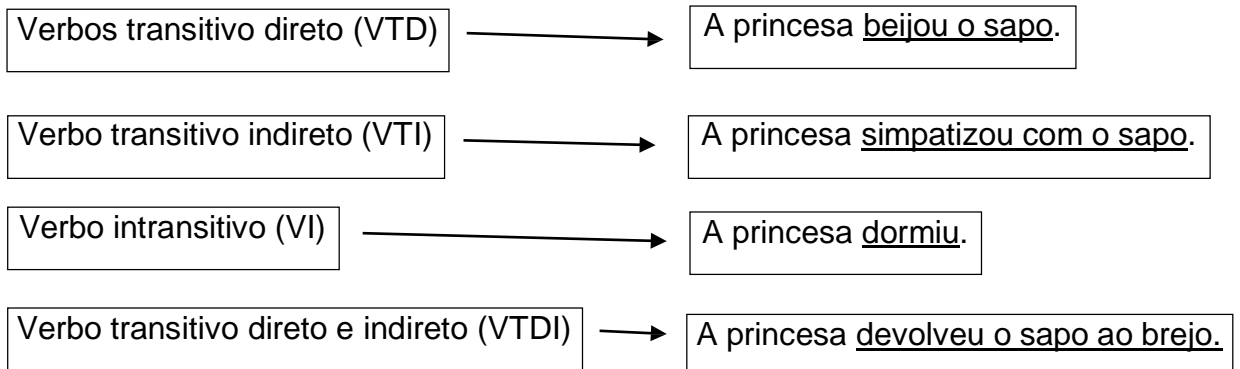 Verbos transitivo direto (VTD)
A princesa beijou o sapo.
Verbo transitivo indireto (VTI)
A princesa simpatizou com o sapo.
Verbo intransitivo (VI)
A princesa dormiu.
Verbo transitivo direto e indireto (VTDI)
A princesa devolveu o sapo ao brejo.